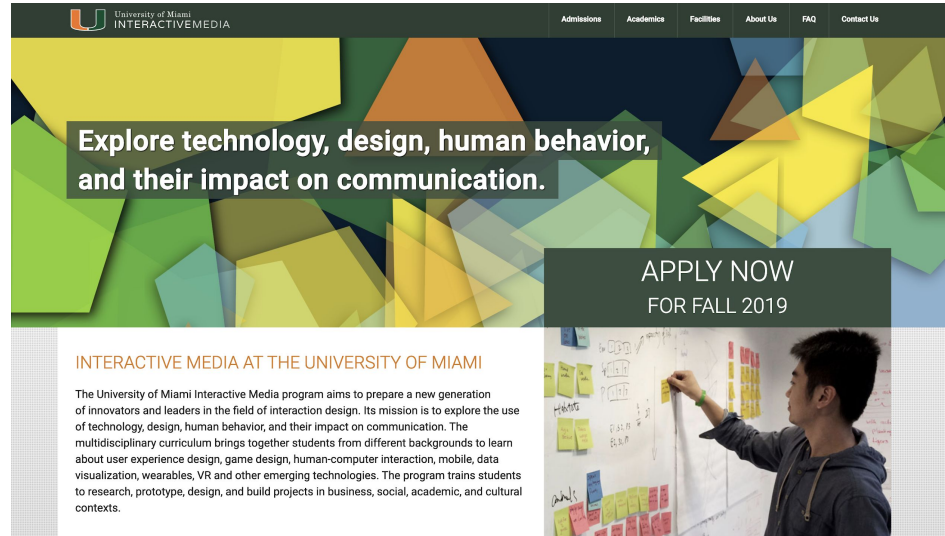 University of Miami
INTERACTIVEMEDIA
Admissions
Academics
Facilities
About Us
FAQ
Contact Us
Explore technology, design, human behavior,
and their impact on communication.
APPLY NOW
FOR FALL 2019
INTERACTIVE MEDIA AT THE UNIVERSITY OF MIAMI
The University of Miami Interactive Media program aims to prepare a new generation
of innovators and leaders in the field of interaction design. Its mission is to explore the use
of technology, design, human behavior, and their impact on communication. The
multidisciplinary curriculum brings together students from different backgrounds to learn
about user experience design, game design, human-computer interaction, mobile, data
visualization, wearables, VR and other emerging technologies. The program trains students
to research, prototype, design, and build projects in business, social, academic, and cultural
contexts.
Habitats
animals